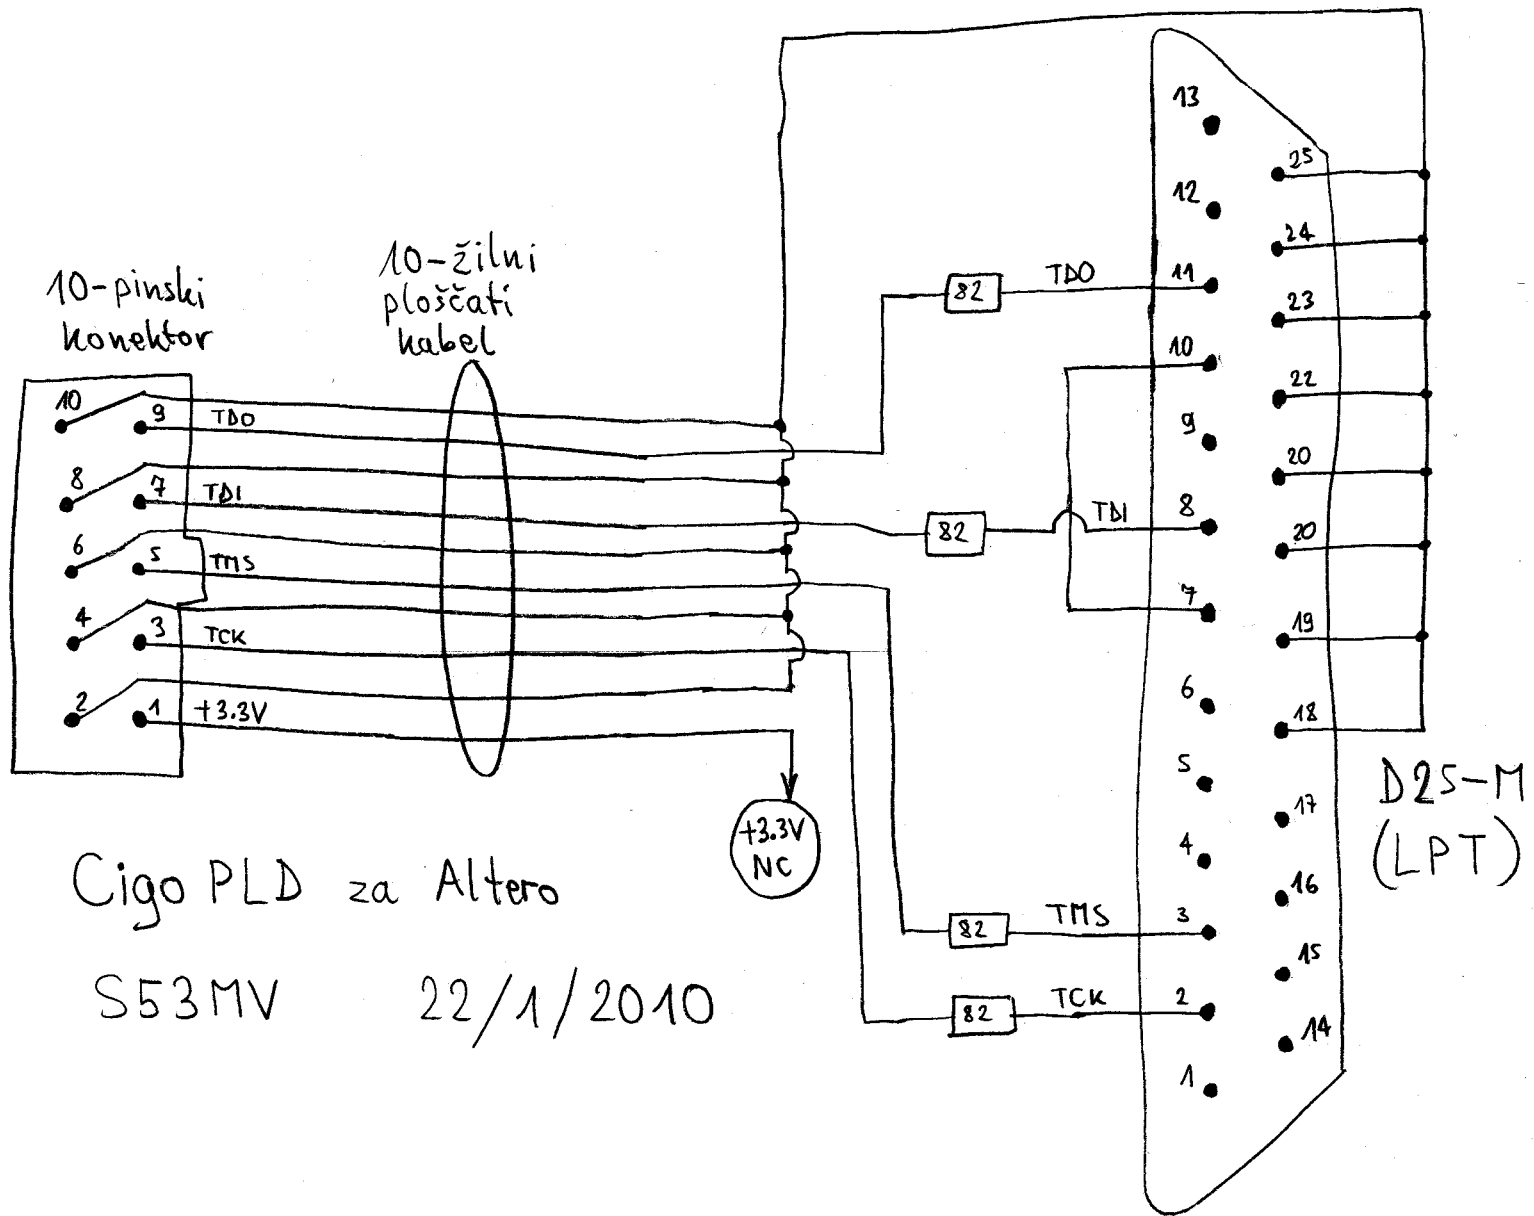 10-pinski
konektor
10-žilni
ploščati
kabel
10
9
TDO
8
7
TDI
6
5
TMS
4
3
TCK
2
1
+3.3V
+3.3V
NC
82
TDO
82
TDI
82
TMS
82
TCK
13
12
11
10
9
8
7
6
5
4
3
2
1
25
24
23
22
20
20
19
18
17
16
15
14
D25-M
(LPT)
Cigo PLD za Altero
S53MV 22/1/2010